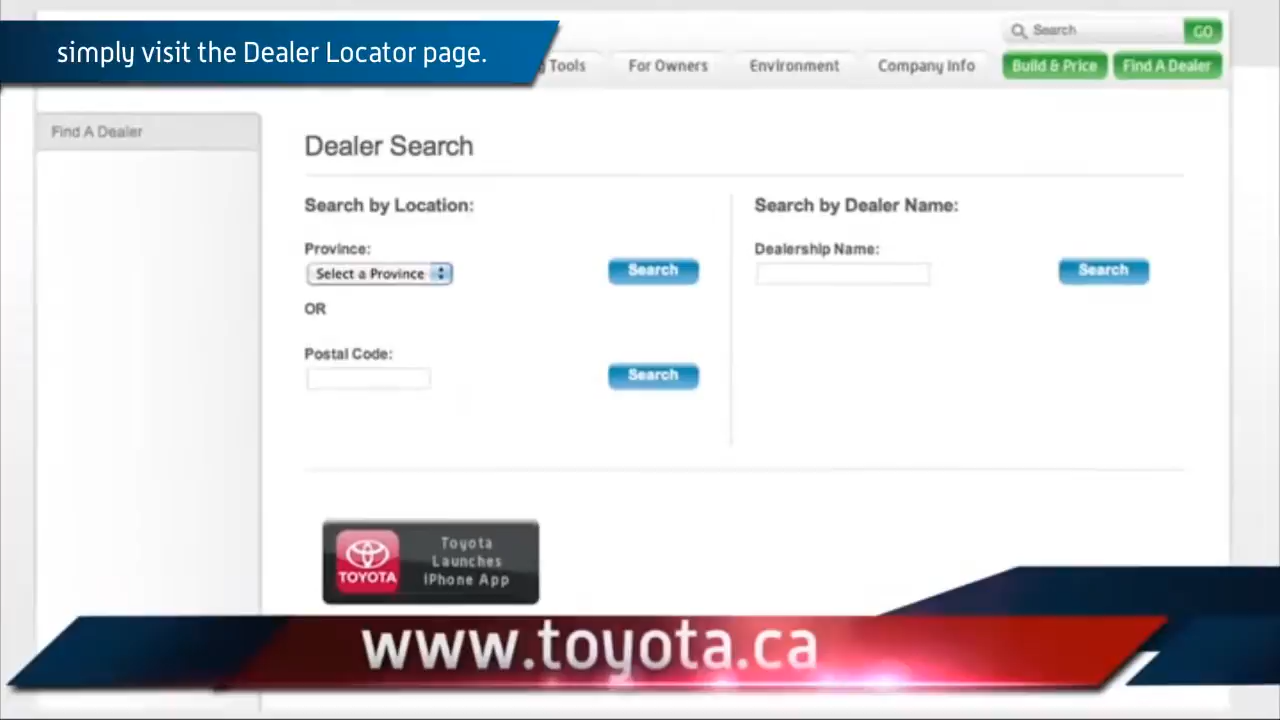 simply visit the Dealer Locator page.
Search
GO
Tools
For Owners
Environment
Company Info
Build & Price
Find A Dealer
Find A Dealer
Dealer Search
Search by Location:
Province:
Select a Province
Search
OR
Postal Code:
Search
Search by Dealer Name:
Dealership Name:
Search
TOYOTA
Toyota
Launches
iPhone App
www.toyota.ca